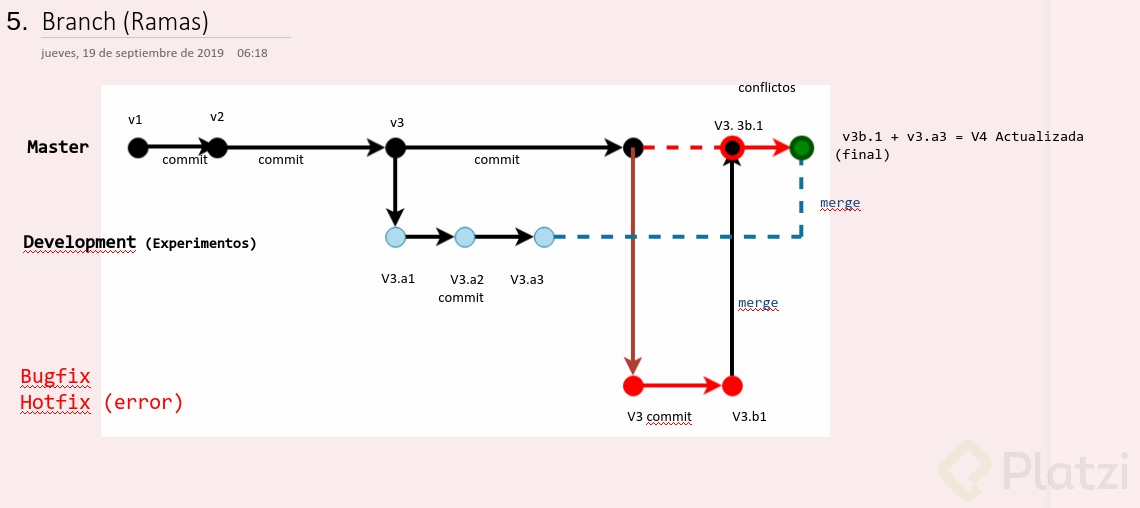 5. Branch (Ramas)
jueves, 19 de septiembre de 2019 06:18
conflictos
v1
v2
v3
V3. 3b.1
Master
commit
commit
commit
v3b.1 + v3.a3 = V4 Actualizada
(final)
merge
Development (Experimentos)
V3.a1
V3.a2
V3.a3
commit
merge
Bugfix
Hotfix (error)
V3 commit
V3.b1
Platzi